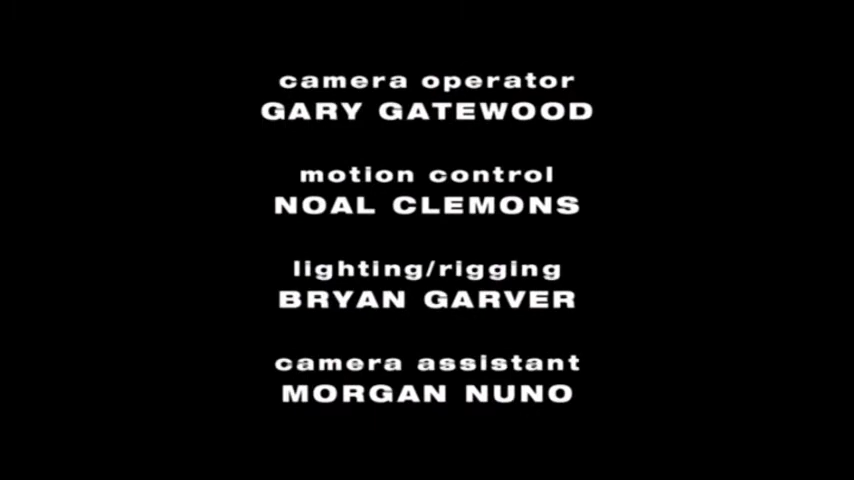 camera operator
GARY GATEWOOD
motion control
NOAL CLEMONS
lighting/rigging
BRYAN GARVER
camera assistant
MORGAN NUNO